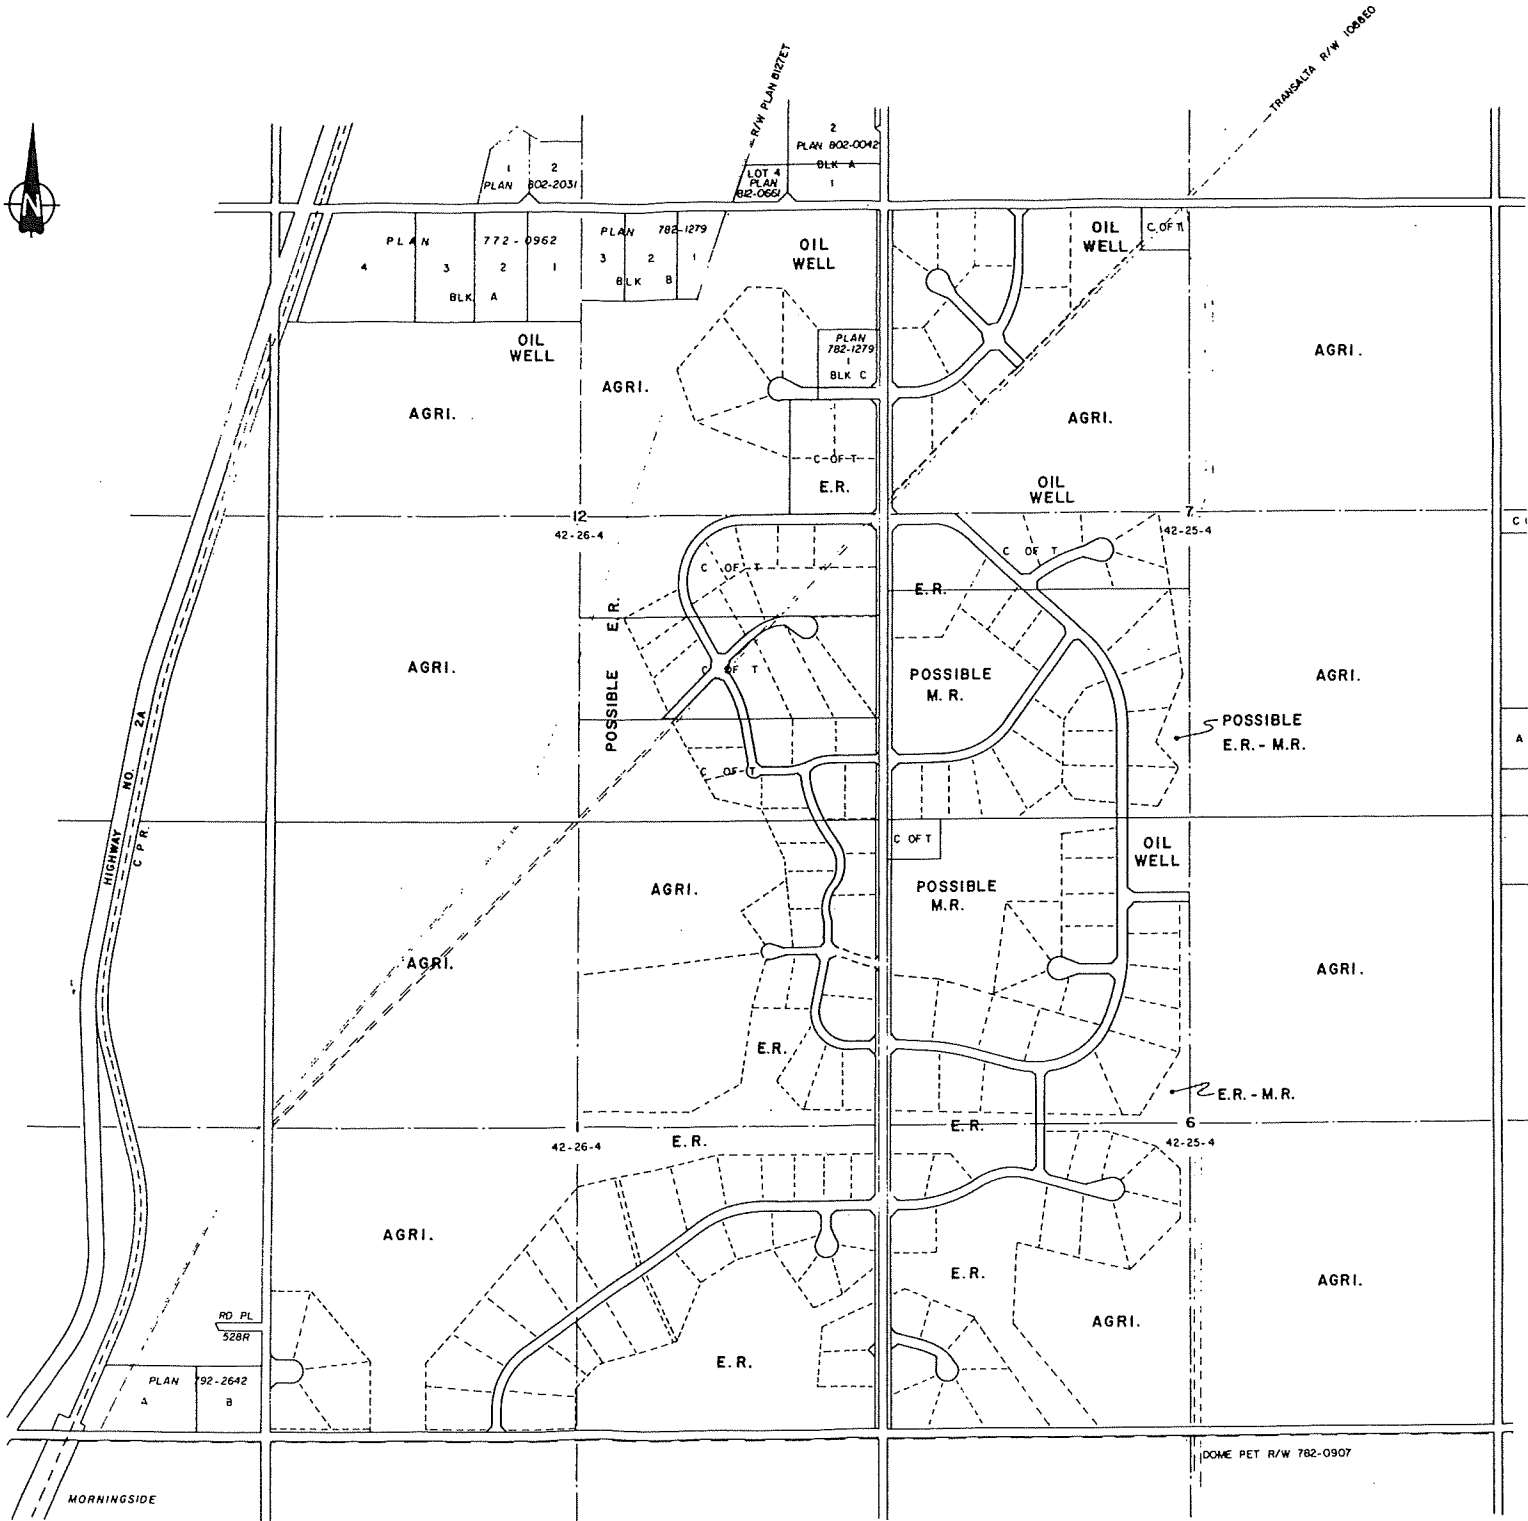 TRANSALTA R/W 1088EO
R/W PLAN 8127ET
N
1
2
PLAN 802-2031
2
PLAN 802-0042
BLK A
1
LOT 4
PLAN
812-0661
PLAN 772-0962
4
3
2
1
BLK. A
PLAN 782-1279
3
2
1
BLK B
OIL
WELL
OIL
WELL
C OF T
OIL
WELL
PLAN
782-1279
1
BLK C
AGRI.
AGRI.
AGRI.
AGRI.
C-OF-T
E.R.
OIL
WELL
12
42-26-4
7
42-25-4
C OF T
C OF T
E.R.
POSSIBLE E.R.
AGRI.
C OF T
POSSIBLE
M.R.
AGRI.
POSSIBLE
E.R.-M.R.
A
HIGHWAY NO. 2A
C P R.
C OF T
C OF T
OIL
WELL
AGRI.
POSSIBLE
M.R.
AGRI.
AGRI.
E.R.
E.R.-M.R.
E.R.
E.R.
6
42-26-4
42-25-4
AGRI.
E.R.
AGRI.
AGRI.
RD PL
528R
E.R.
PLAN 792-2642
A
B
DOME PET R/W 782-0907
MORNINGSIDE